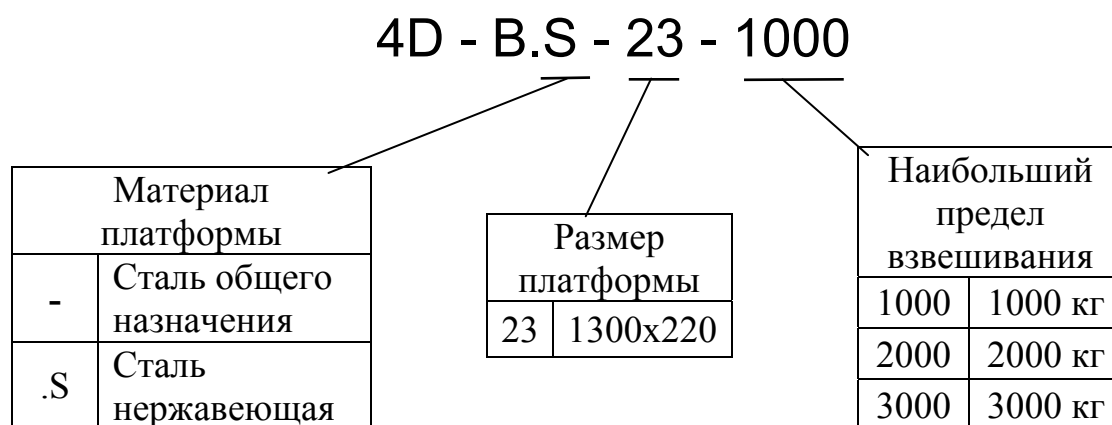 4D - B.S - 23 - 1000
Материал
платформы
- Сталь общего
назначения
.S Сталь
нержавеющая
Размер
платформы
23 1300х220
Наибольший
предел
взвешивания
1000 1000 кг
2000 2000 кг
3000 3000 кг